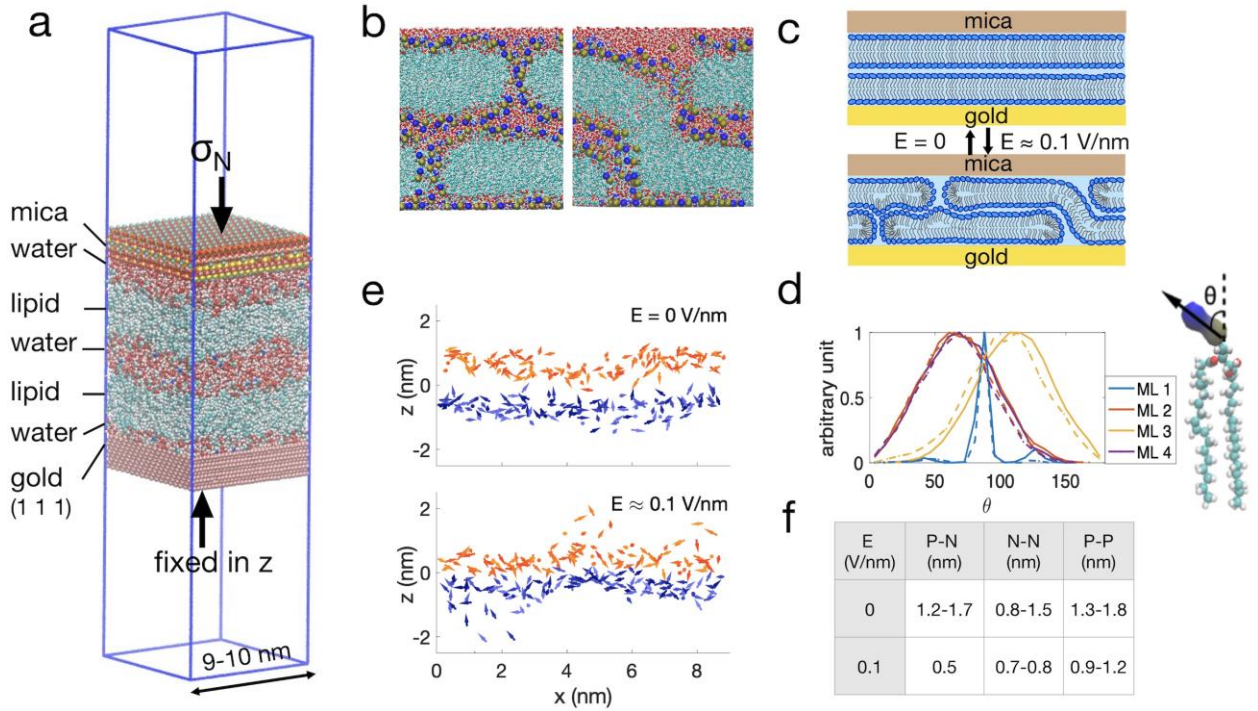 a
σN
mica
water
lipid
water
lipid
water
gold
(1 1 1)
fixed in z
9-10 nm
b
c
mica
gold
E = 0
E ≈ 0.1 V/nm
mica
gold
d
arbitrary unit
1
0.5
0
0
50
100
150
θ
ML 1
ML 2
ML 3
ML 4
θ
e
E = 0 V/nm
z (nm)
2
0
-2
E ≈ 0.1 V/nm
z (nm)
2
0
-2
0
2
4
6
8
x (nm)
f
E (V/nm) P-N (nm) N-N (nm) P-P (nm)
0 1.2-1.7 0.8-1.5 1.3-1.8
0.1 0.5 0.7-0.8 0.9-1.2